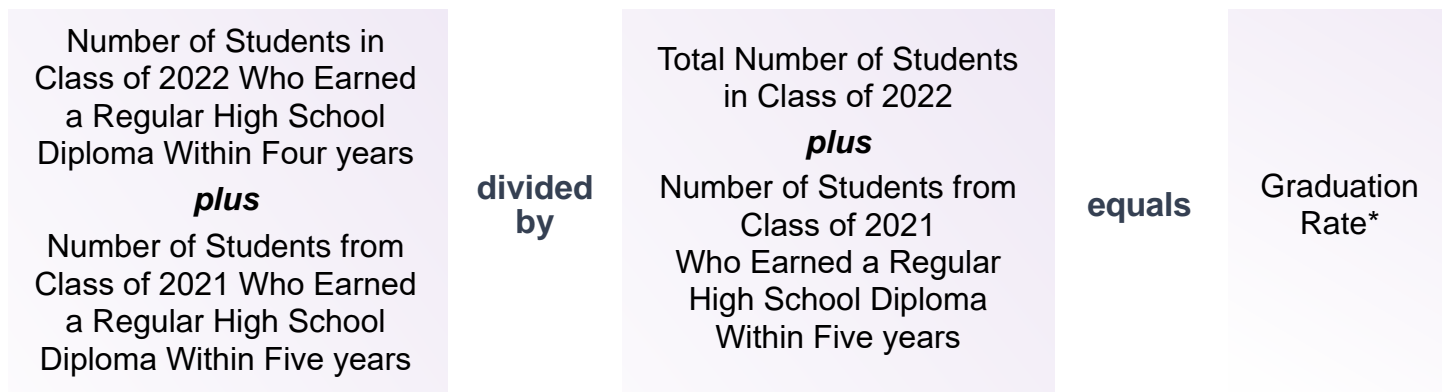 Number of Students in
Class of 2022 Who Earned
a Regular High School
Diploma Within Four years
plus
Number of Students from
Class of 2021 Who Earned
a Regular High School
Diploma Within Five years
divided
by
Total Number of Students
in Class of 2022
plus
Number of Students from
Class of 2021
Who Earned a Regular
High School Diploma
Within Five years
equals
Graduation
Rate*